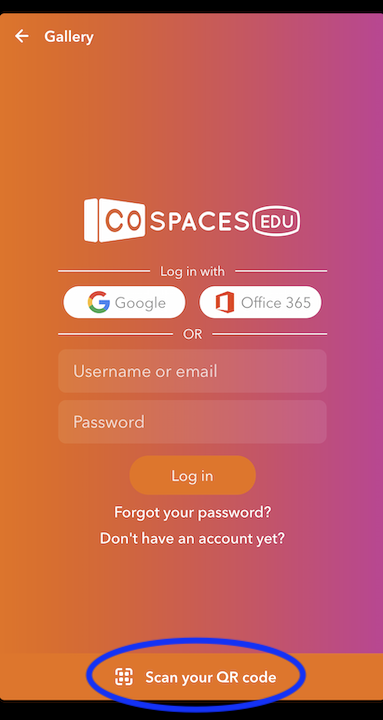 Gallery
CO SPACES EDU
Log in with
Google Office 365
OR
Username or email
Password
Log in
Forgot your password?
Don't have an account yet?
Scan your QR code